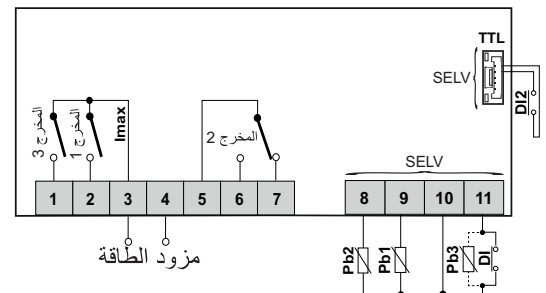 TTL
SELV
DI2
المخرج 3
المخرج 1
Imax
المخرج 2
SELV
1 2 3 4 5 6 7 8 9 10 11
مزود الطاقة
Pb2
Pb1
Pb3
DI